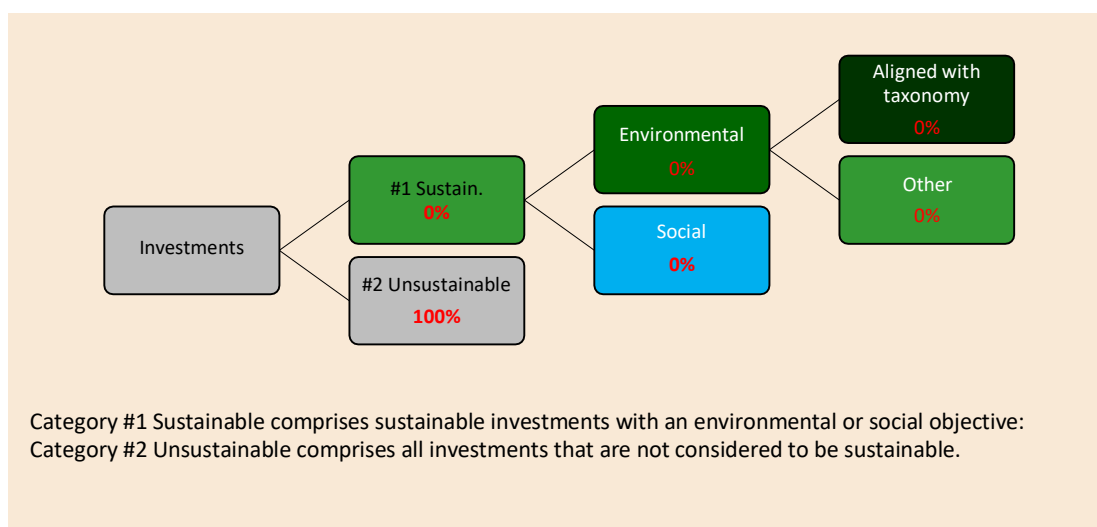 Investments
#1 Sustain.
0%
#2 Unsustainable
100%
Environmental
0%
Social
0%
Aligned with
taxonomy
0%
Other
0%
Category #1 Sustainable comprises sustainable investments with an environmental or social objective:
Category #2 Unsustainable comprises all investments that are not considered to be sustainable.